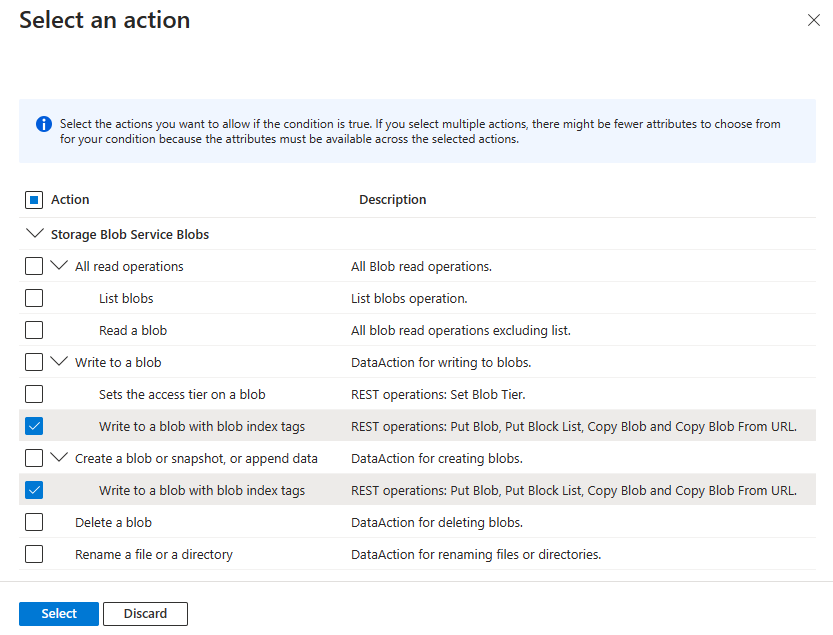 Select an action
Select the actions you want to allow if the condition is true. If you select multiple actions, there might be fewer attributes to choose from
for your condition because the attributes must be available across the selected actions.
Action Description
Storage Blob Service Blobs
All read operations All Blob read operations.
List blobs List blobs operation.
Read a blob All blob read operations excluding list.
Write to a blob DataAction for writing to blobs.
Sets the access tier on a blob REST operations: Set Blob Tier.
Write to a blob with blob index tags REST operations: Put Blob, Put Block List, Copy Blob and Copy Blob From URL.
Create a blob or snapshot, or append data DataAction for creating blobs.
Write to a blob with blob index tags REST operations: Put Blob, Put Block List, Copy Blob and Copy Blob From URL.
Delete a blob DataAction for deleting blobs.
Rename a file or a directory DataAction for renaming files or directories.
Select Discard